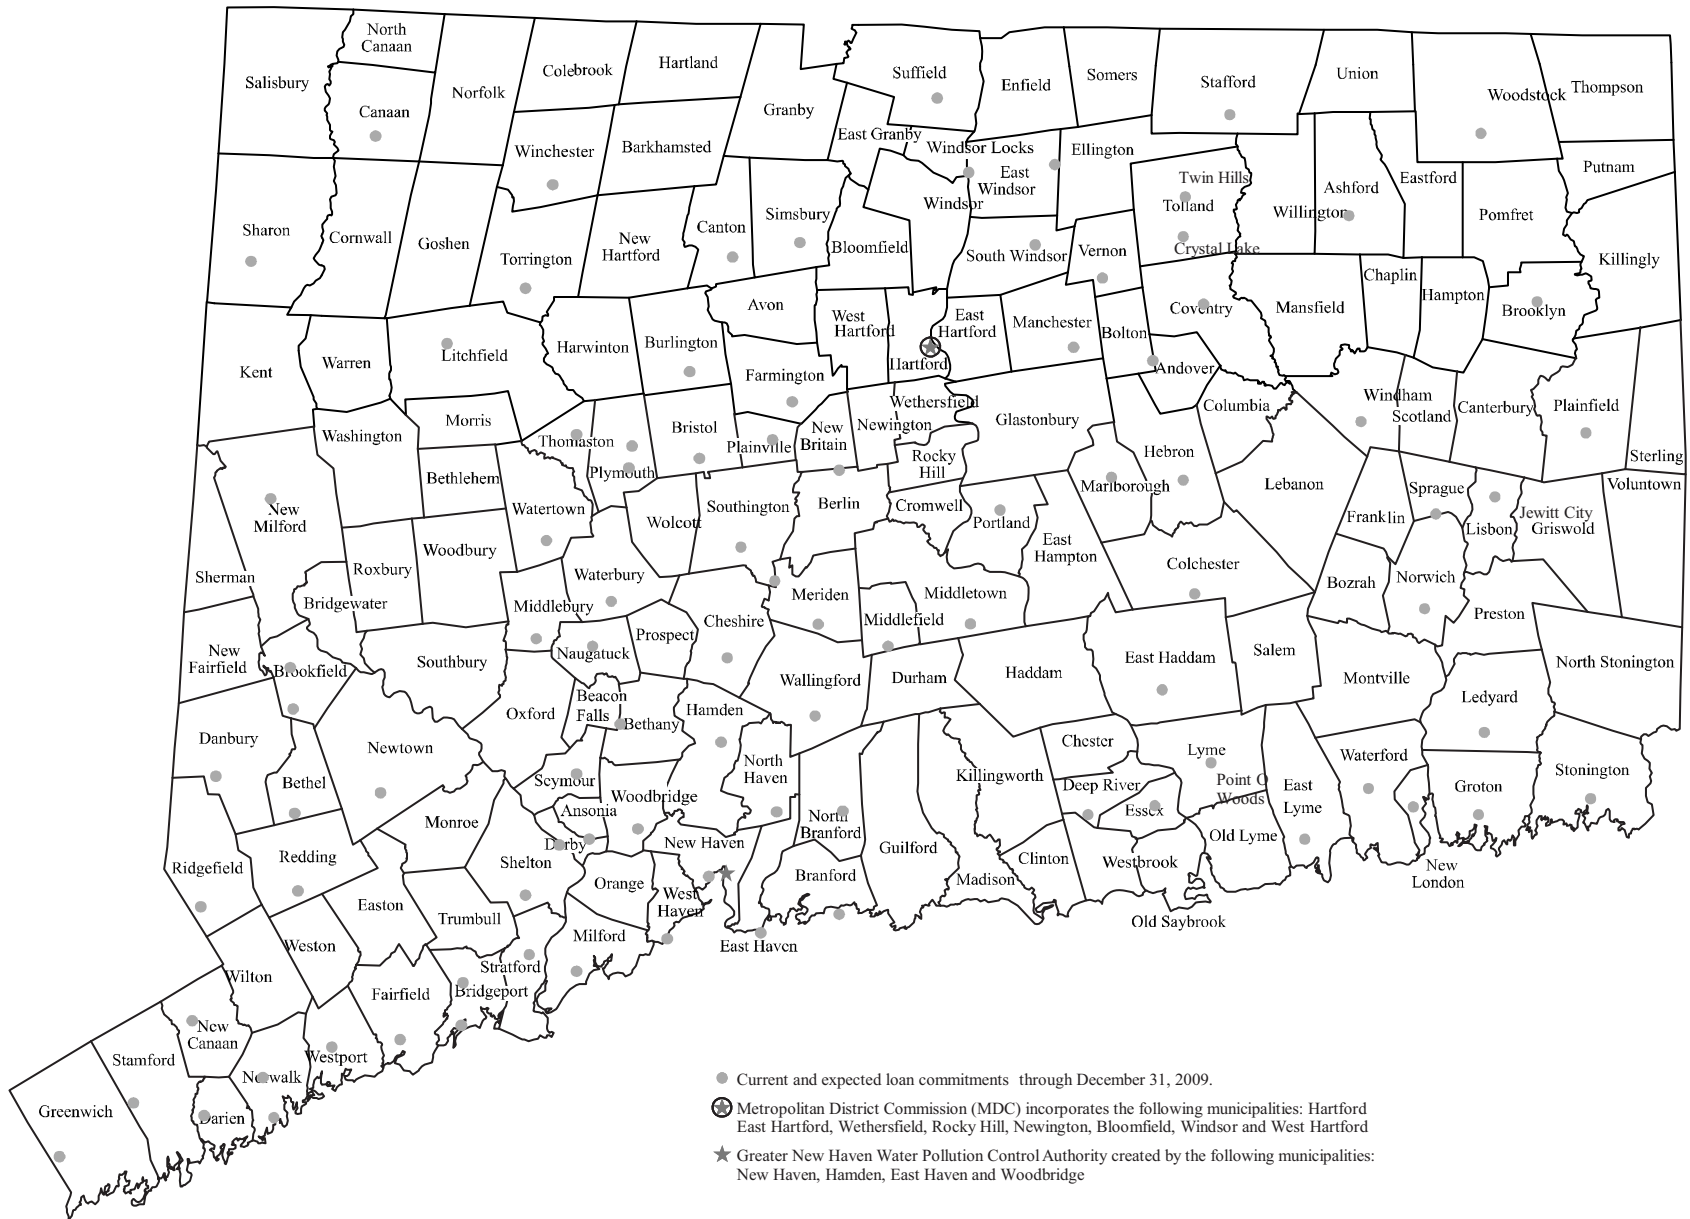 North
Canaan
Salisbury
Canaan
Norfolk
Colebrook
Hartland
Granby
Suffield
Enfield
Somers
Stafford
Union
Woodstock
Thompson
Winchester
Barkhamsted
East Granby
Windsor Locks
East
Windsor
Ellington
Twin Hills
Tolland
Crystal Lake
Willington
Ashford
Eastford
Pomfret
Putnam
Sharon
Cornwall
Goshen
Torrington
New
Hartford
Canton
Simsbury
Bloomfield
Windsor
South Windsor
Vernon
Killingly
Kent
Warren
Litchfield
Harwinton
Burlington
Avon
West
Hartford
Hartford
East
Hartford
Manchester
Bolton
Coventry
Mansfield
Chaplin
Hampton
Brooklyn
Farmington
Andover
Columbia
Windham
Scotland
Canterbury
Plainfield
Sterling
Washington
Morris
Bethlehem
Thomaston
Plymouth
Bristol
Plainville
New
Britain
Newington
Wethersfield
Rocky
Hill
Glastonbury
Hebron
Marlborough
Lebanon
Franklin
Sprague
Lisbon
Jewitt City
Griswold
Voluntown
New
Milford
Sherman
Roxbury
Woodbury
Watertown
Wolcott
Southington
Berlin
Cromwell
Portland
East
Hampton
Colchester
Bozrah
Norwich
Preston
Bridgewater
Waterbury
Middlebury
Meriden
Middletown
Middlefield
New
Fairfield
Brookfield
Southbury
Naugatuck
Prospect
Cheshire
Wallingford
Durham
Haddam
East Haddam
Salem
Montville
Ledyard
North Stonington
Danbury
Newtown
Oxford
Beacon
Falls
Bethany
Hamden
North
Haven
Bethel
Seymour
Woodbridge
Ansonia
Derby
Killingworth
Chester
Deep River
Essex
Lyme
Point O
Woods
East
Lyme
Waterford
Groton
Stonington
Ridgefield
Redding
Monroe
Shelton
New Haven
North
Branford
Guilford
Branford
Madison
Clinton
Westbrook
Old Lyme
New
London
Old Saybrook
Orange
West
Haven
East Haven
Easton
Trumbull
Milford
Weston
Wilton
Stratford
Bridgeport
Fairfield
New
Canaan
Stamford
Norwalk
Westport
Darien
Greenwich
Current and expected loan commitments through December 31, 2009.
Metropolitan District Commission (MDC) incorporates the following municipalities: Hartford
East Hartford, Wethersfield, Rocky Hill, Newington, Bloomfield, Windsor and West Hartford
Greater New Haven Water Pollution Control Authority created by the following municipalities:
New Haven, Hamden, East Haven and Woodbridge